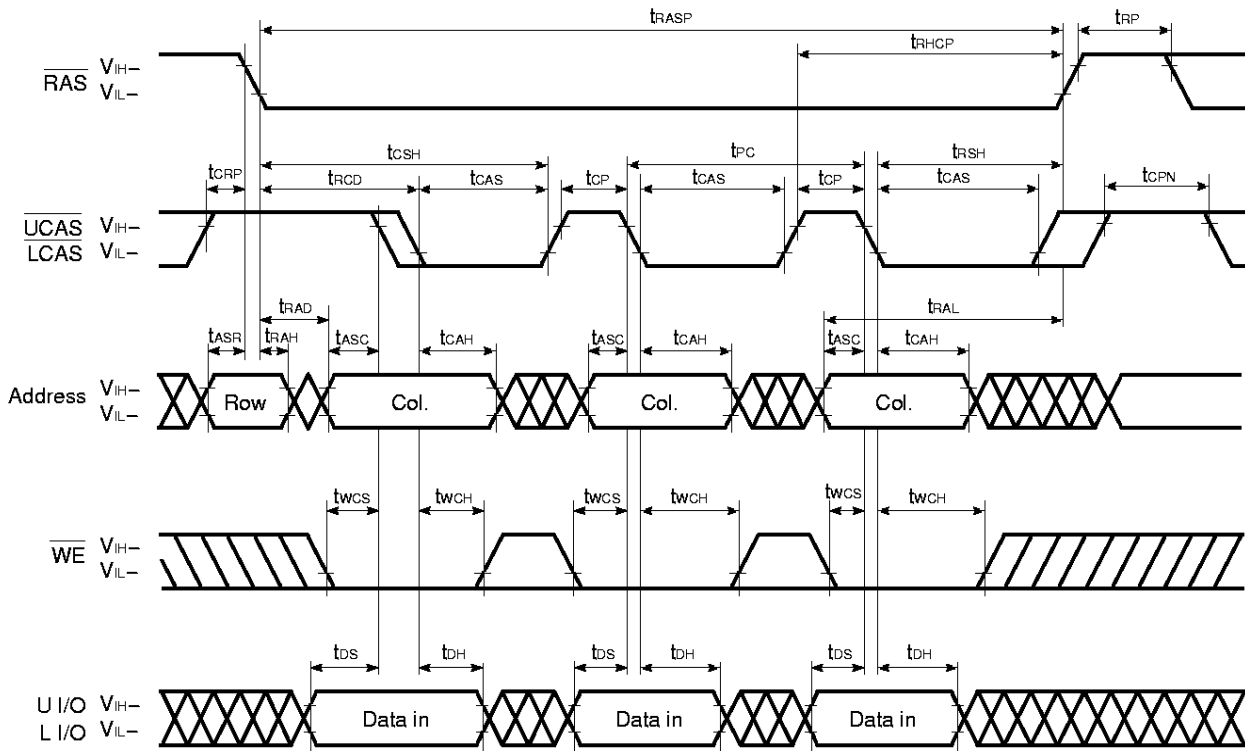 tRASP
tRP
tRHCP
RAS VIH–
VIL–
tCSH
tPC
tRSH
tCRP
tRCD
tCAS
tCP
tCAS
tCP
tCAS
tCPN
UCAS VIH–
LCAS VIL–
tRAD
tRAL
tASR
tRAH
tASC
tCAH
tASC
tCAH
tASC
tCAH
Address VIH–
VIL–
Row Col. Col. Col.
tWCS
tWCH
tWCS
tWCH
tWCS
tWCH
WE VIH–
VIL–
tDS
tDH
tDS
tDH
tDS
tDH
U I/O VIH–
L I/O VIL–
Data in Data in Data in